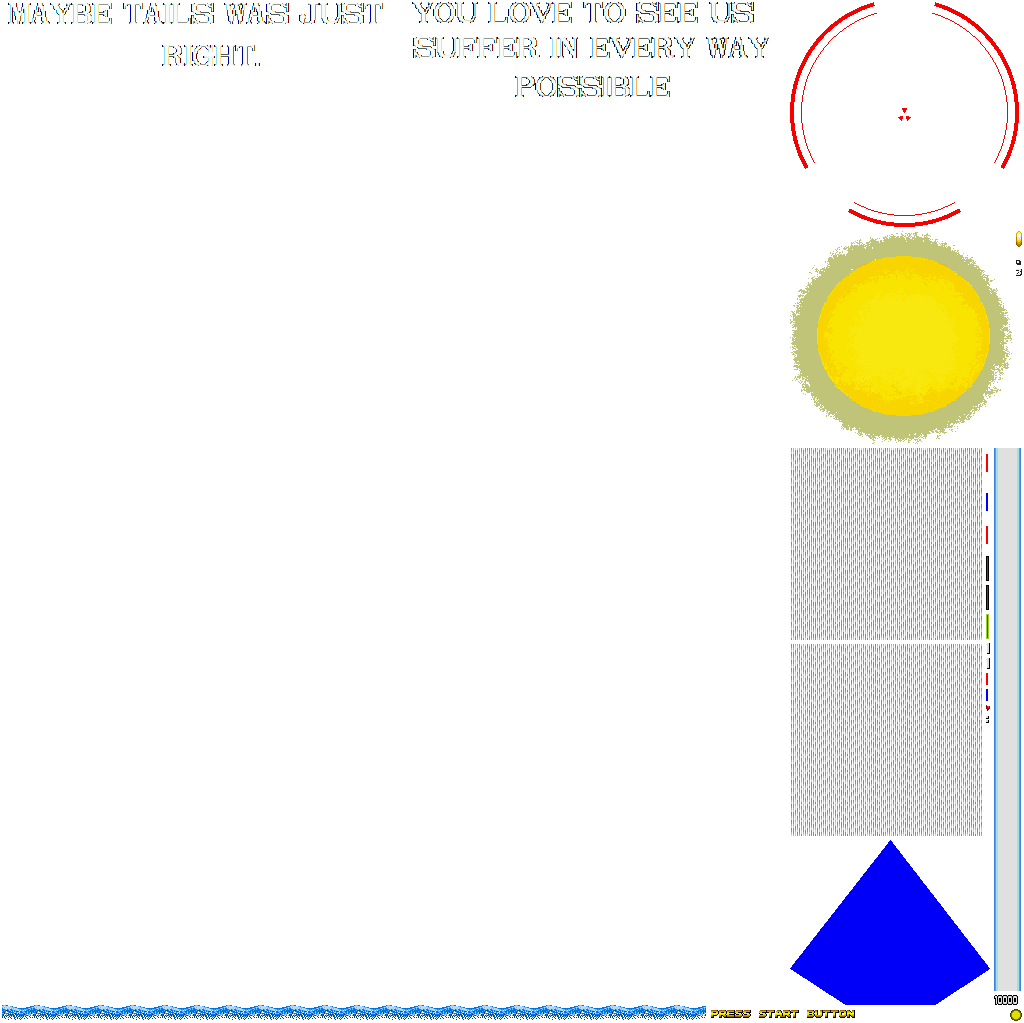 MAYBE TAILS WAS JUST
RIGHT.
YOU LOVE TO SEE US
SUFFER IN EVERY WAY
POSSIBLE
10000
PRESS START BUTTON